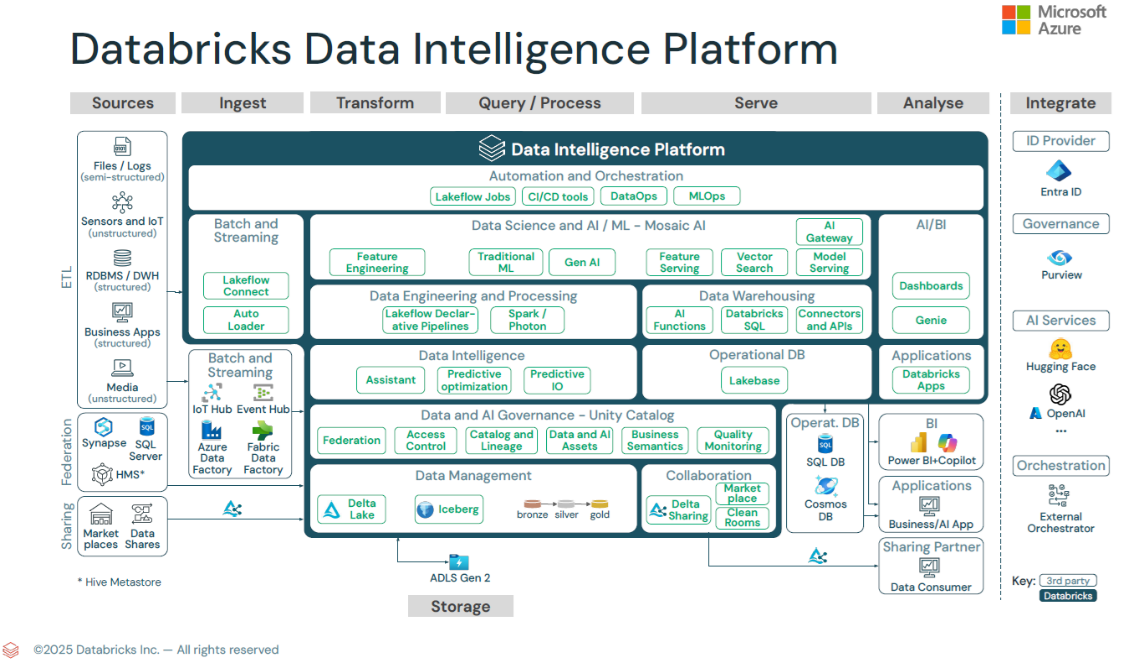 Microsoft
Azure
Databricks Data Intelligence Platform
Sources
Ingest
Transform
Query / Process
Serve
Analyse
Integrate
ETL
Files / Logs
(semi-structured)
Sensors and IoT
(unstructured)
RDBMS / DWH
(structured)
Business Apps
(structured)
Media
(unstructured)
Federation
Synapse
SQL
Server
HMS*
Sharing
Market
places
Data
Shares
* Hive Metastore
Data Intelligence Platform
Automation and Orchestration
Lakeflow Jobs
CI/CD tools
DataOps
MLOps
Batch and
Streaming
Lakeflow
Connect
Auto
Loader
Batch and
Streaming
IoT Hub
Event Hub
Azure
Data
Factory
Fabric
Data
Factory
Data Science and AI / ML - Mosaic AI
AI
Gateway
Feature
Engineering
Traditional
ML
Gen AI
Feature
Serving
Vector
Search
Model
Serving
Data Engineering and Processing
Lakeflow Declar-
ative Pipelines
Spark /
Photon
Data Warehousing
AI
Functions
Databricks
SQL
Connectors
and APIs
Data Intelligence
Assistant
Predictive
optimization
Predictive
IO
Operational DB
Lakebase
Data and AI Governance - Unity Catalog
Federation
Access
Control
Catalog and
Lineage
Data and AI
Assets
Business
Semantics
Quality
Monitoring
Data Management
Delta
Lake
Iceberg
bronze
silver
gold
Collaboration
Delta
Sharing
Market
place
Clean
Rooms
AI/BI
Dashboards
Genie
Applications
Databricks
Apps
Operat. DB
SQL
SQL DB
Cosmos
DB
BI
Power BI+Copilot
Applications
Business/AI App
Sharing Partner
Data Consumer
ADLS Gen 2
Storage
ID Provider
Entra ID
Governance
Purview
AI Services
Hugging Face
OpenAI
...
Orchestration
External
Orchestrator
Key:
3rd party
Databricks
©2025 Databricks Inc. — All rights reserved